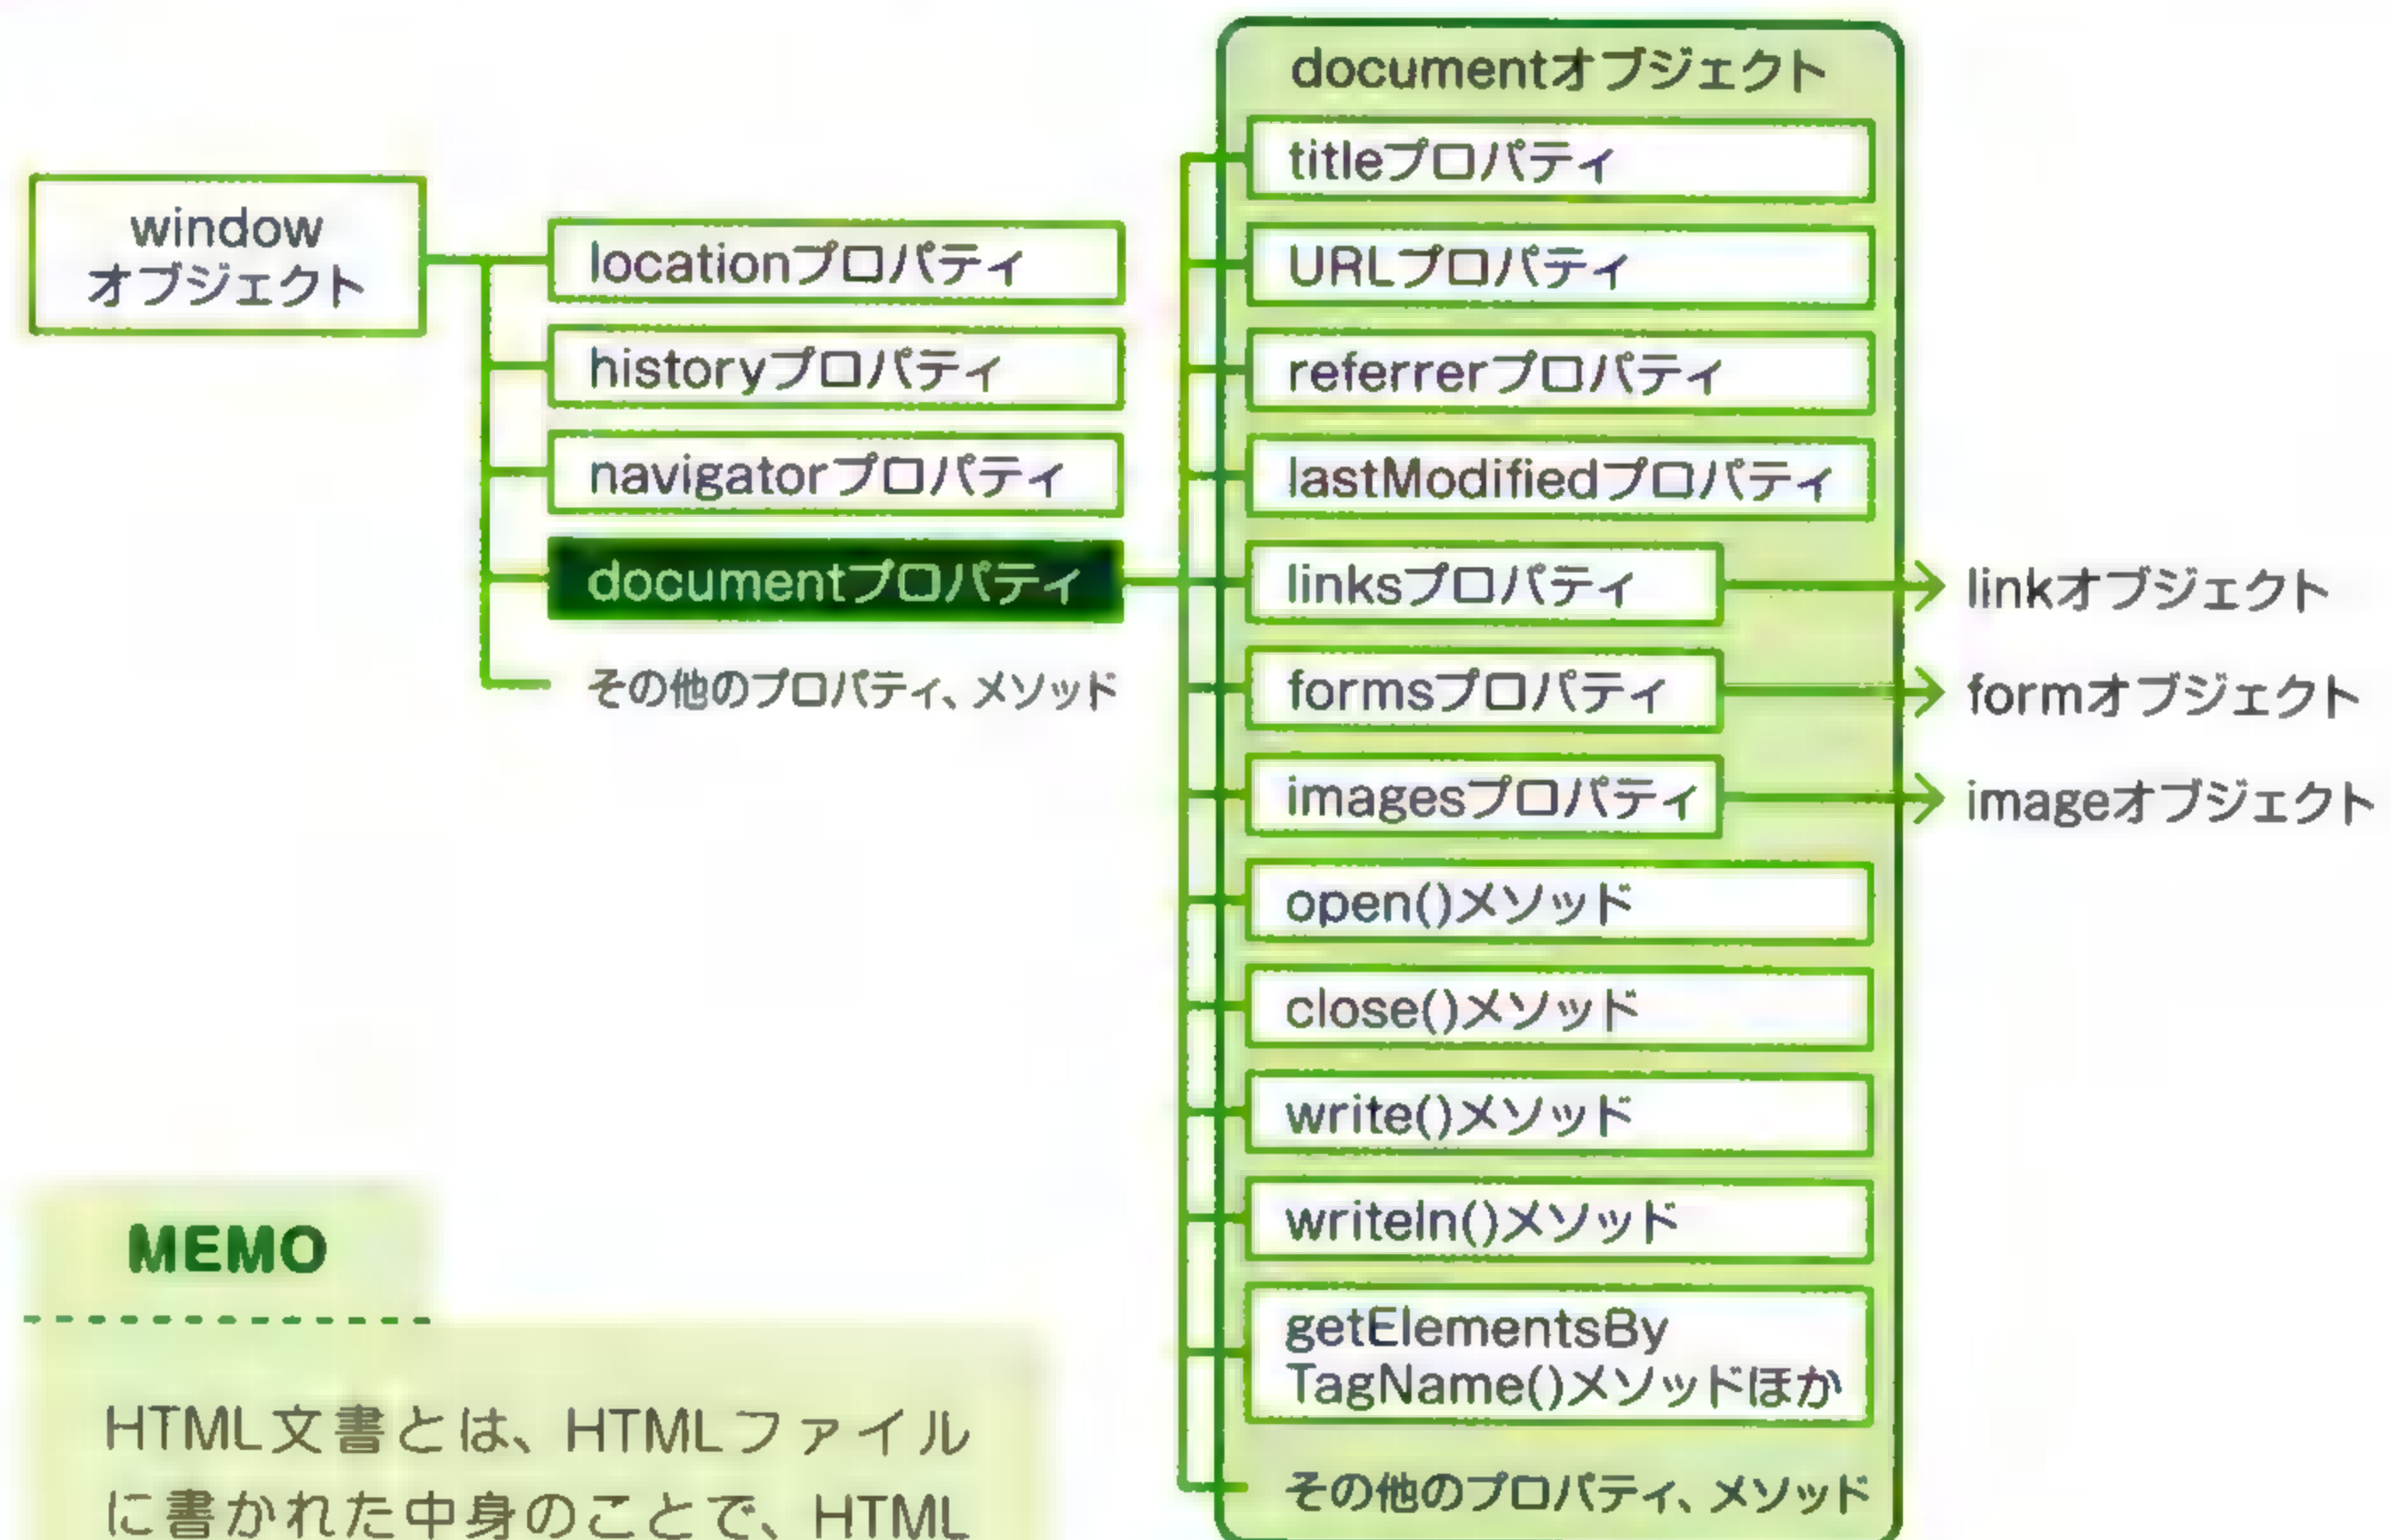 window
オブジェクト
locationプロパティ
historyプロパティ
navigatorプロパティ
documentプロパティ
その他のプロパティ、メソッド
documentオブジェクト
titleプロパティ
URLプロパティ
referrerプロパティ
lastModifiedプロパティ
linksプロパティ
linkオブジェクト
formsプロパティ
formオブジェクト
imagesプロパティ
imageオブジェクト
open()メソッド
close()メソッド
write()メソッド
writeln()メソッド
getElementsBy
TagName()メソッドほか
その他のプロパティ、メソッド
MEMO
HTML文書とは、HTMLファイル
に書かれた中身のことで、HTML